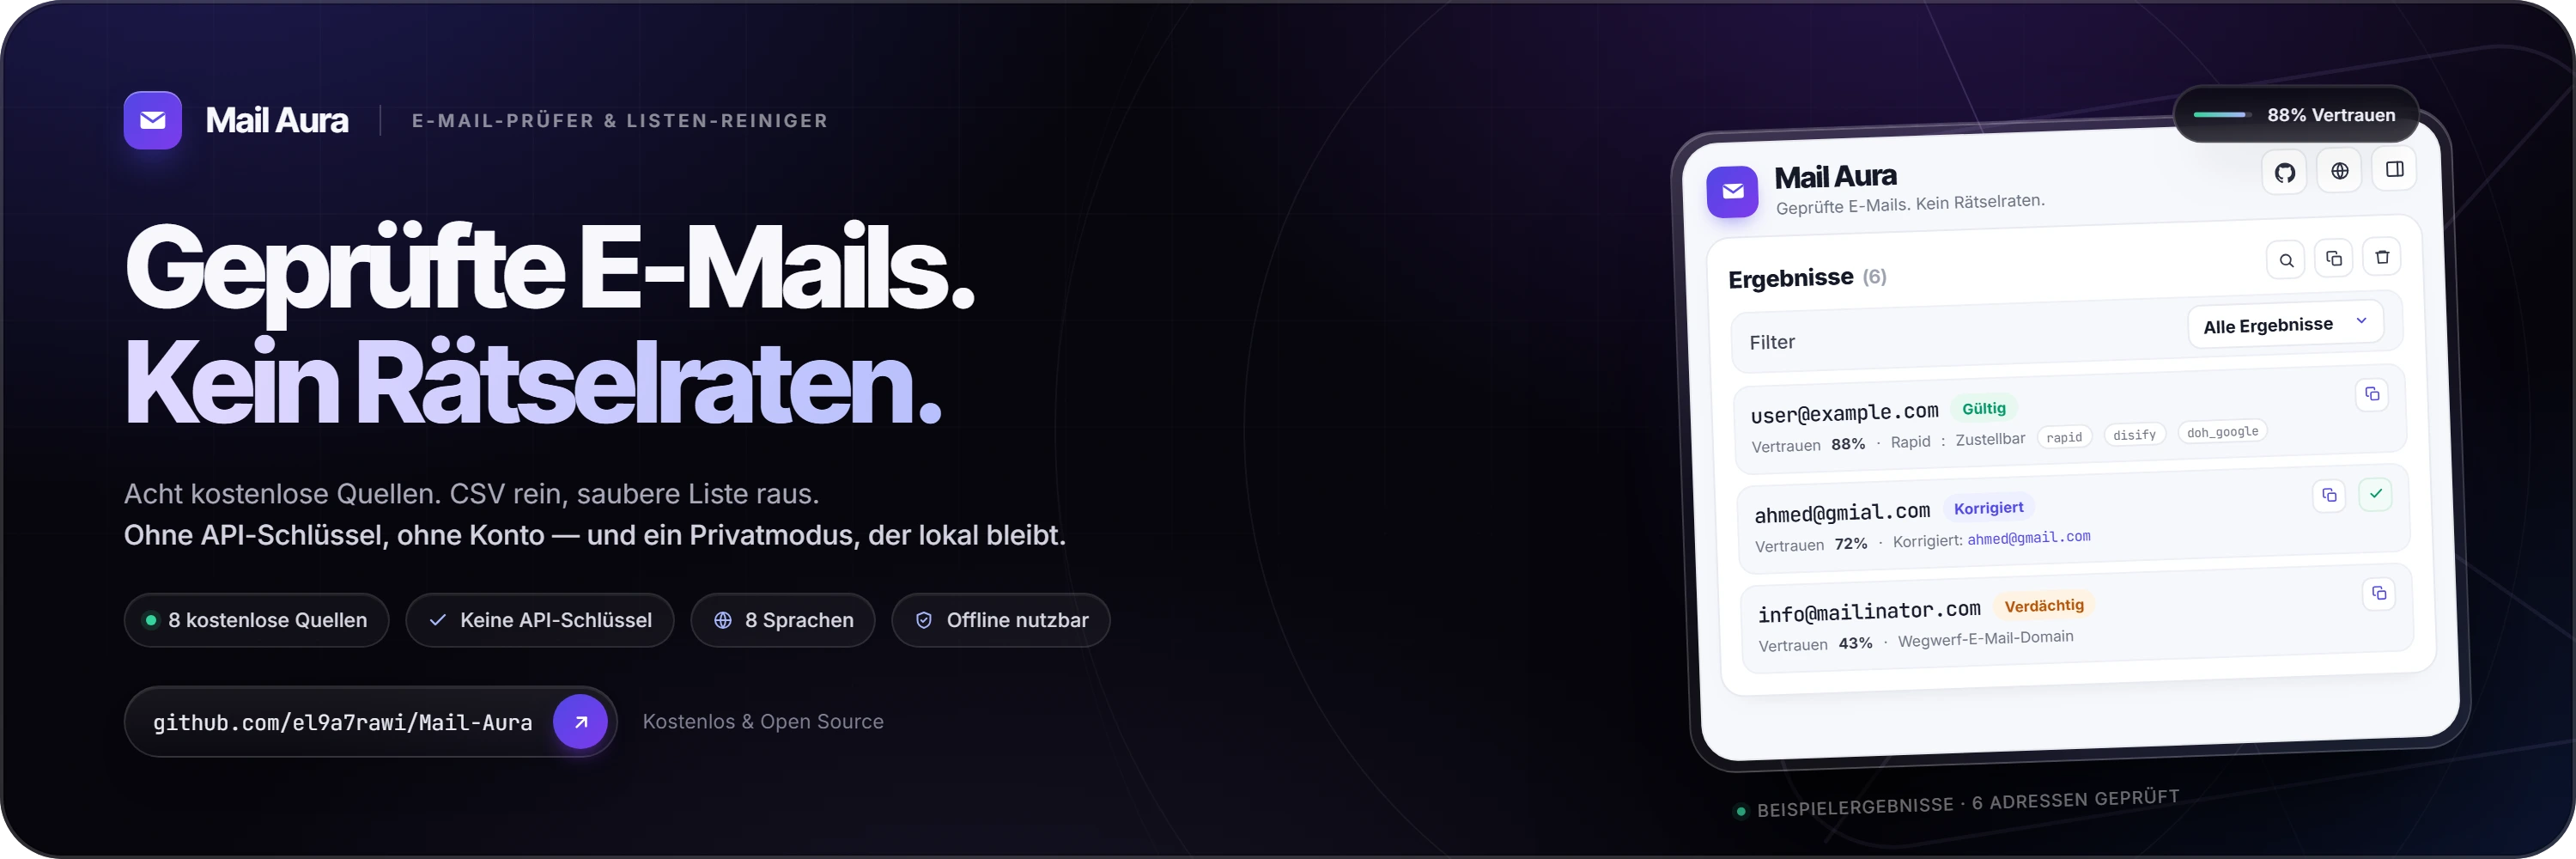 Mail Aura
E-MAIL-PRÜFER & LISTEN-REINIGER
Geprüfte E-Mails.
Kein Rätselraten.
Acht kostenlose Quellen. CSV rein, saubere Liste raus.
Ohne API-Schlüssel, ohne Konto — und ein Privatmodus, der lokal bleibt.
8 kostenlose Quellen
Keine API-Schlüssel
8 Sprachen
Offline nutzbar
github.com/el9a7rawi/Mail-Aura
Kostenlos & Open Source
88% Vertrauen
Mail Aura
Geprüfte E-Mails. Kein Rätselraten.
Ergebnisse (6)
Filter
Alle Ergebnisse
user@example.com Gültig
Vertrauen 88% · Rapid : Zustellbar rapid disify doh_google
ahmed@gmial.com Korrigiert
Vertrauen 72% · Korrigiert: ahmed@gmail.com
info@mailinator.com Verdächtig
Vertrauen 43% · Wegwerf-E-Mail-Domain
BEISPIELERGEBNISSE · 6 ADRESSEN GEPRÜFT